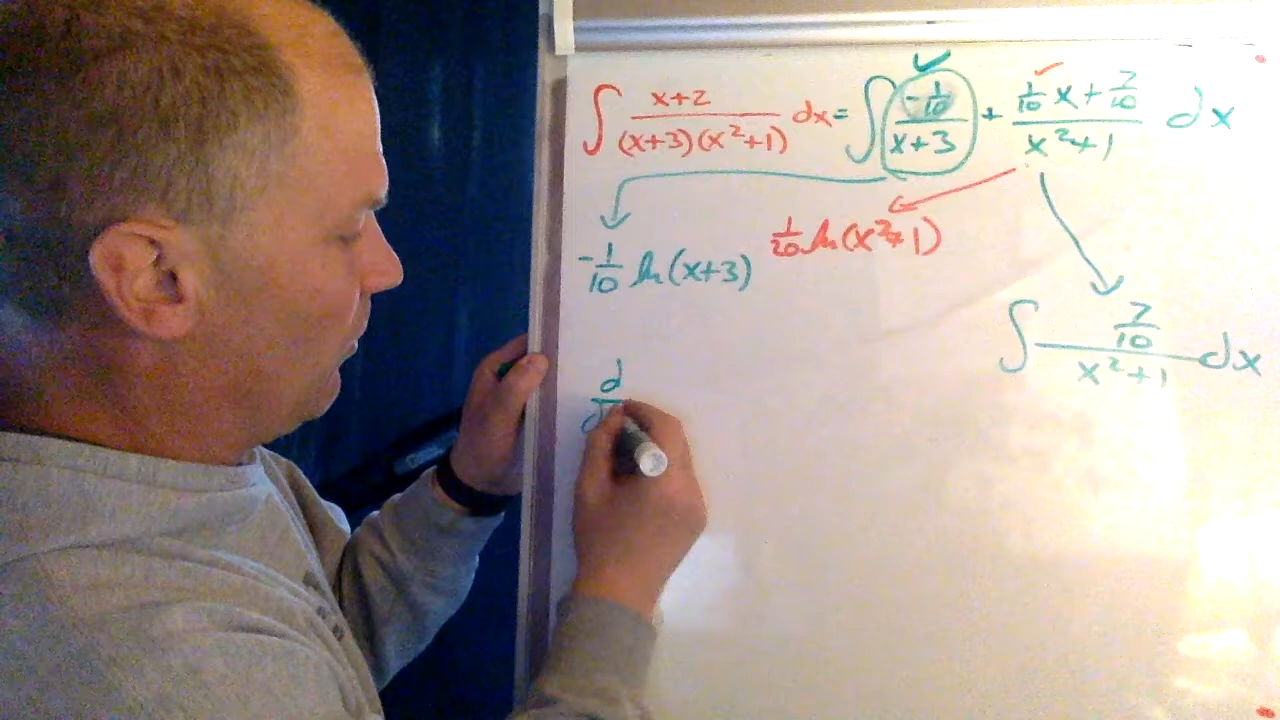 ∫ x+2 / (x+3)(x²+1) dx = ∫ -1/10 / x+3 + 1/10 x + 7/10 / x²+1 dx
1/20 ln(x²+1)
-1/10 ln(x+3)
∫ 7/10 / x²+1 dx
d
d